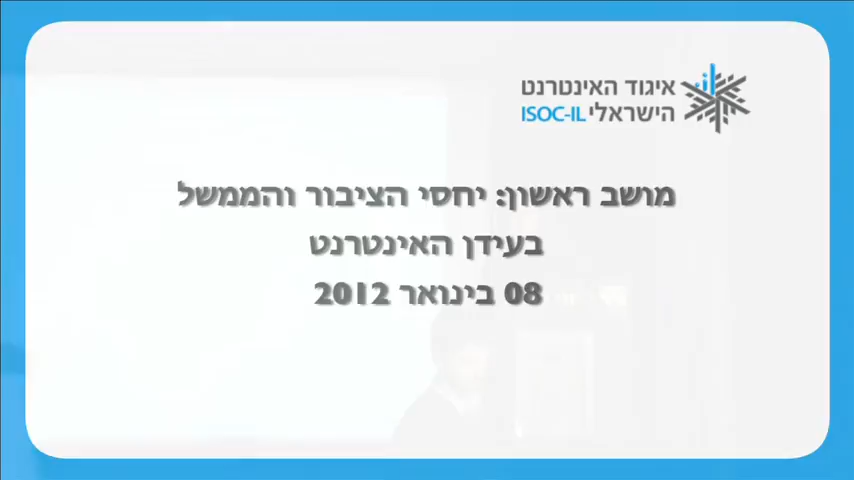 איגוד האינטרנט
הישראלי ISOC-IL
מושב ראשון: יחסי הציבור והממשל
בעידן האינטרנט
08 בינואר 2012